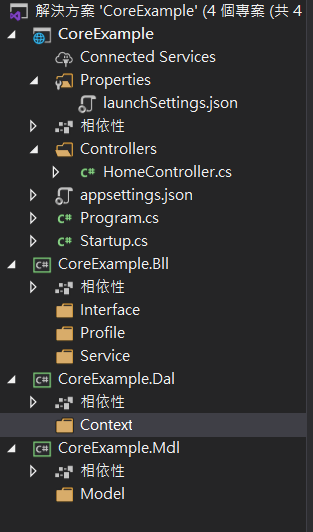 解決方案 'CoreExample' (4 個專案 (共 4
CoreExample
Connected Services
Properties
launchSettings.json
相依性
Controllers
C# HomeController.cs
appsettings.json
C# Program.cs
C# Startup.cs
C# CoreExample.Bll
相依性
Interface
Profile
Service
C# CoreExample.Dal
相依性
Context
C# CoreExample.Mdl
相依性
Model